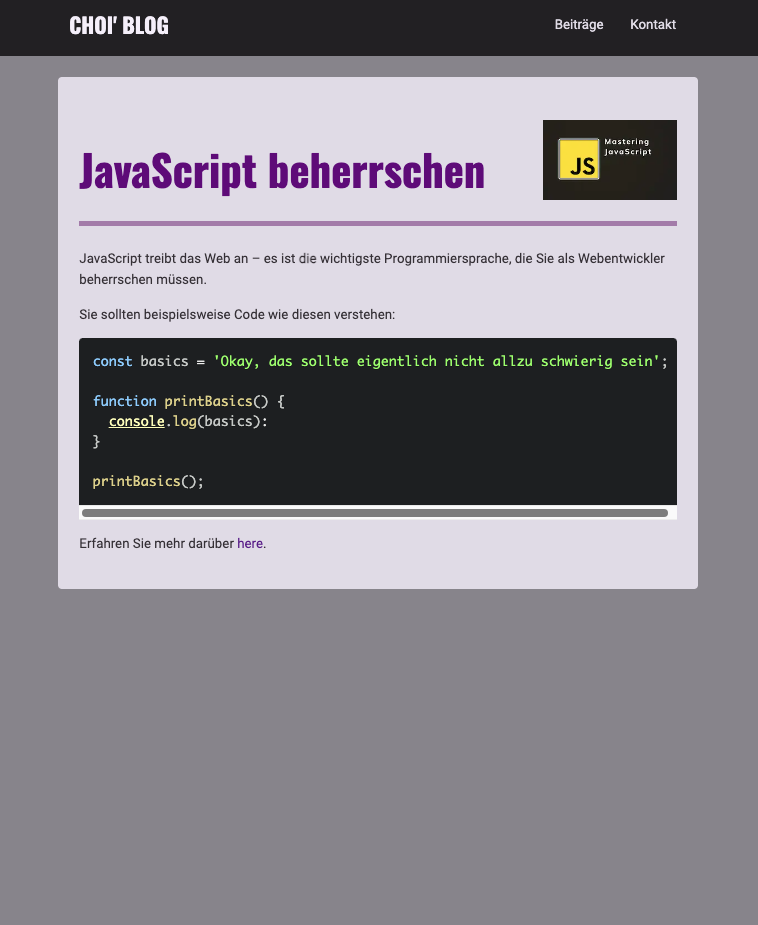 CHOI' BLOG
Beiträge
Kontakt
JavaScript beherrschen
Mastering
JavaScript
JS
JavaScript treibt das Web an – es ist die wichtigste Programmiersprache, die Sie als Webentwickler
beherrschen müssen.
Sie sollten beispielsweise Code wie diesen verstehen:
const basics = 'Okay, das sollte eigentlich nicht allzu schwierig sein';
function printBasics() {
  console.log(basics):
}
printBasics();
Erfahren Sie mehr darüber here.